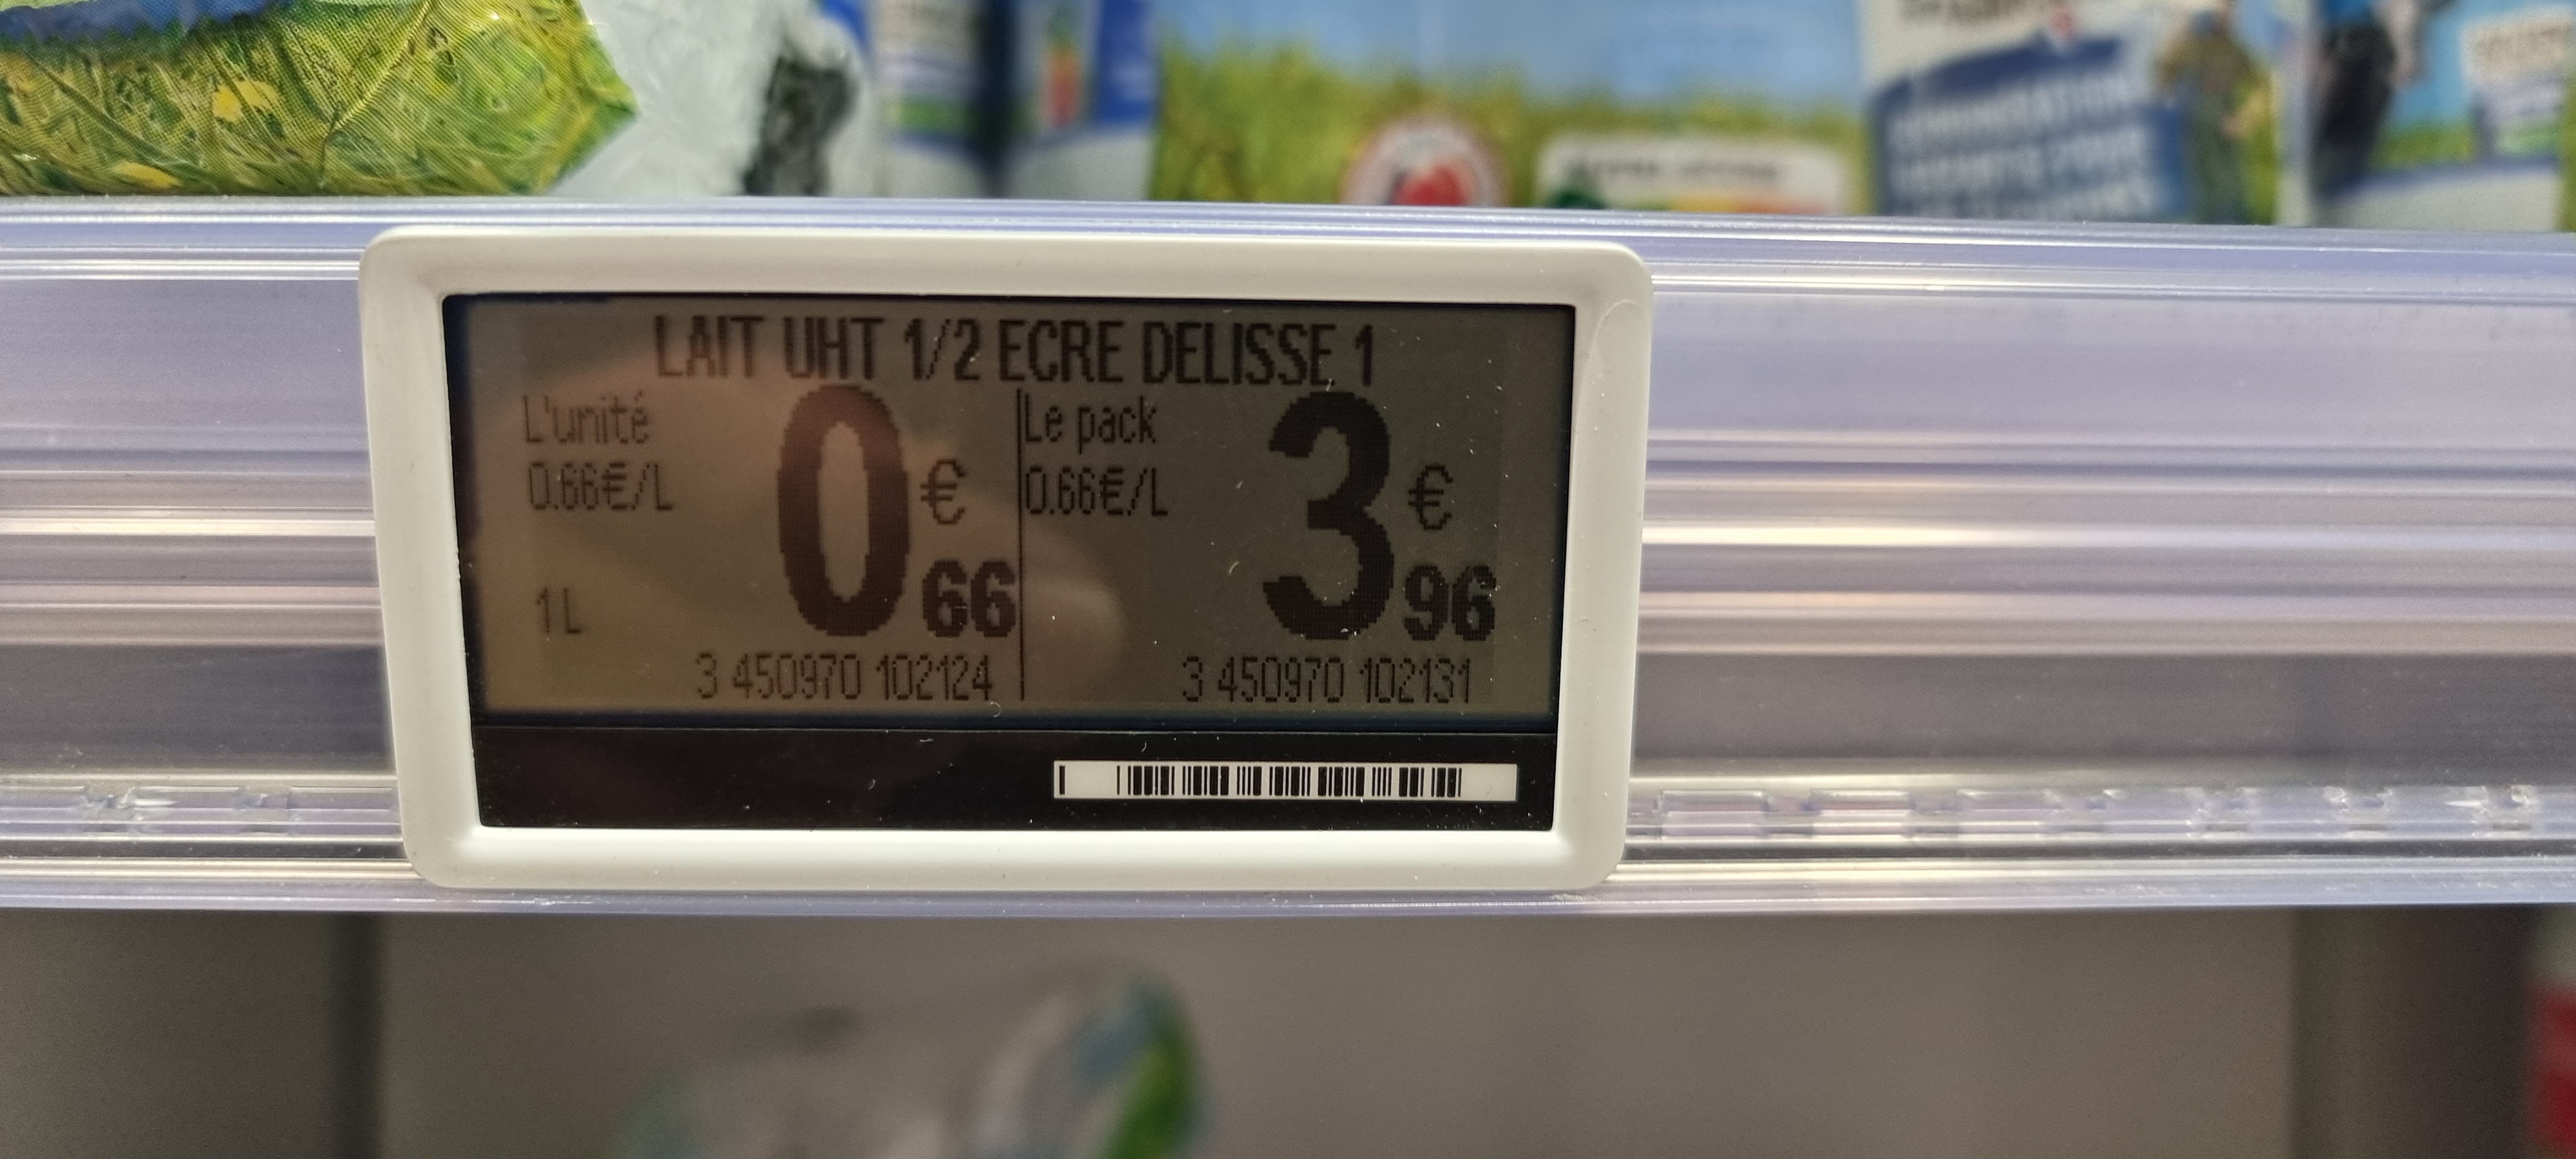 LAIT UHT 1/2 ECRE DELISSE 1
L'unité
0.66€/L
0€66
1 L
3 450970 102124
Le pack
0.66€/L
3€96
3 450970 102131